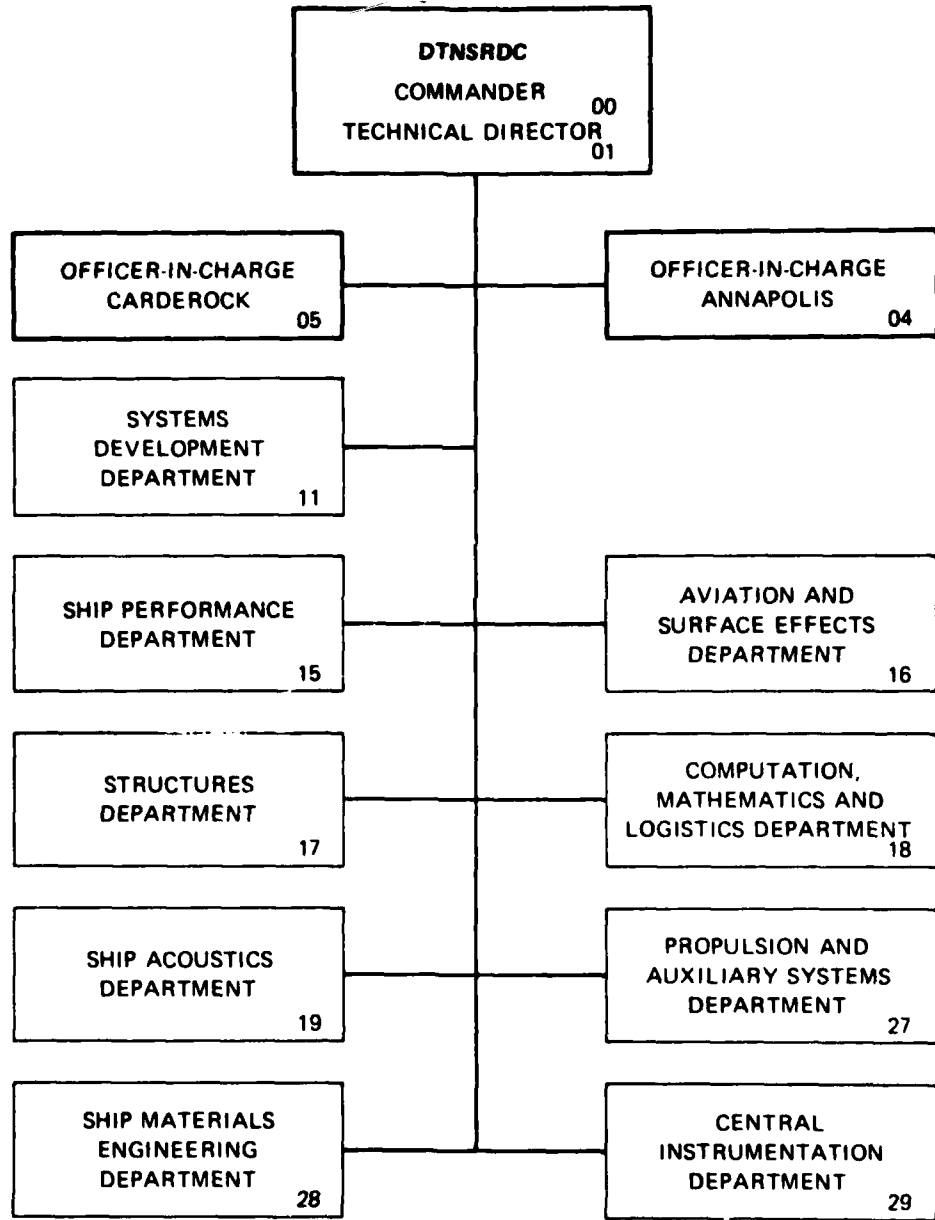 DTNSRDC
COMMANDER 00
TECHNICAL DIRECTOR 01
OFFICER-IN-CHARGE
CARDEROCK
05
OFFICER-IN-CHARGE
ANNAPOLIS
04
SYSTEMS
DEVELOPMENT
DEPARTMENT
11
SHIP PERFORMANCE
DEPARTMENT
15
AVIATION AND
SURFACE EFFECTS
DEPARTMENT
16
STRUCTURES
DEPARTMENT
17
COMPUTATION,
MATHEMATICS AND
LOGISTICS DEPARTMENT
18
SHIP ACOUSTICS
DEPARTMENT
19
PROPULSION AND
AUXILIARY SYSTEMS
DEPARTMENT
27
SHIP MATERIALS
ENGINEERING
DEPARTMENT
28
CENTRAL
INSTRUMENTATION
DEPARTMENT
29